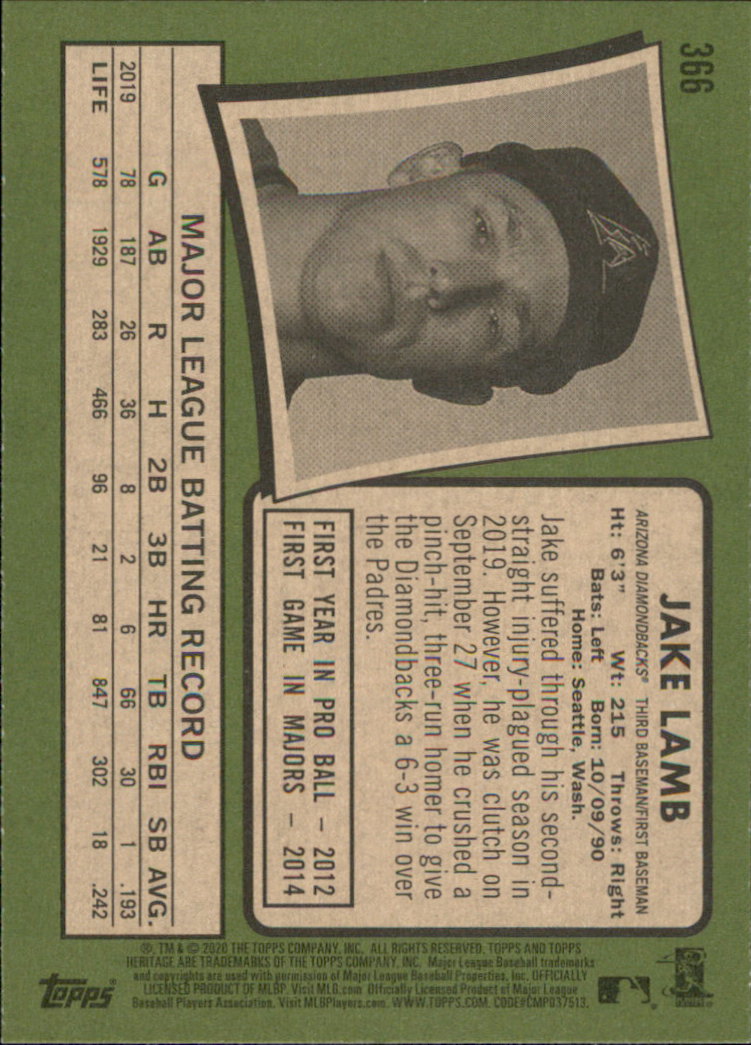 366
JAKE LAMB
ARIZONA DIAMONDBACKS® THIRD BASEMAN/FIRST BASEMAN
Ht: 6'3" Wt: 215 Throws: Right
Bats: Left Born: 10/09/90
Home: Seattle, Wash.
Jake suffered through his second-
straight injury-plagued season in
2019. However, he was clutch on
September 27 when he crushed a
pinch-hit, three-run homer to give
the Diamondbacks a 6-3 win over
the Padres.
FIRST YEAR IN PRO BALL — 2012
FIRST GAME IN MAJORS — 2014
MAJOR LEAGUE BATTING RECORD
G AB R H 2B 3B HR TB RBI SB AVG.
2019 78 187 26 36 8 2 6 66 30 1 .193
LIFE 578 1929 283 466 96 21 81 847 302 18 .242
®, TM & © 2020 THE TOPPS COMPANY, INC. ALL RIGHTS RESERVED. TOPPS AND TOPPS
HERITAGE ARE TRADEMARKS OF THE TOPPS COMPANY, INC. Major League Baseball trademarks
and copyrights are used with permission of Major League Baseball Properties, Inc. OFFICIALLY
LICENSED PRODUCT OF MLBP. Visit MLB.com Officially Licensed Product of Major League
Baseball Players Association. Visit MLBPlayers.com. WWW.TOPPS.COM. CODE#CMP037513.
topps®